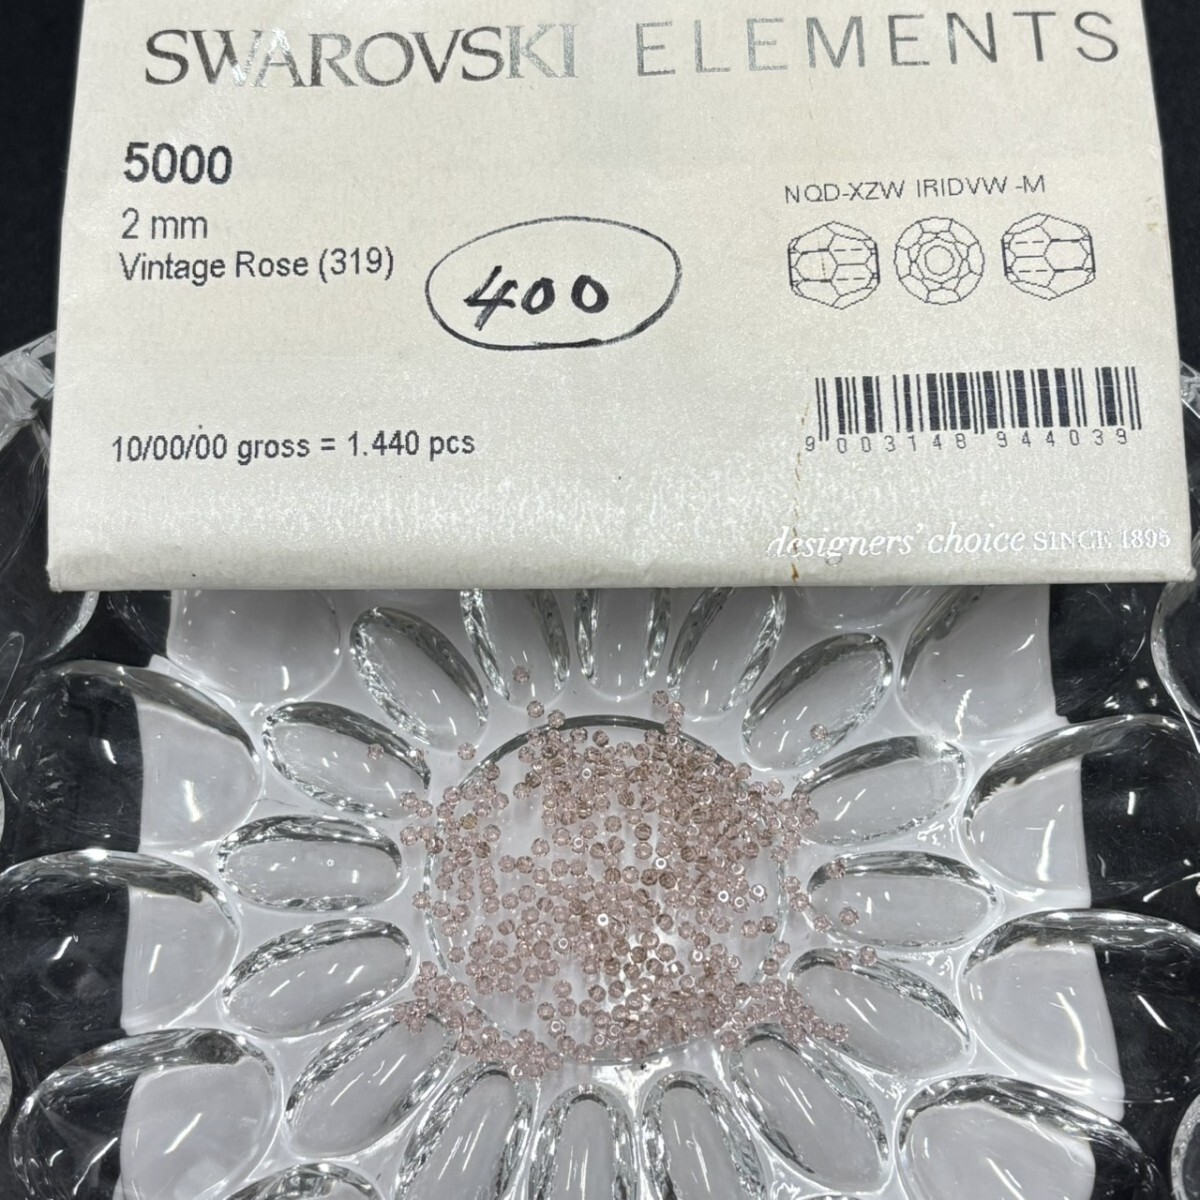 SWAROVSKI ELEMENTS
5000
2 mm
Vintage Rose (319)
400
NQD-XZW IRIDVW -M
10/00/00 gross = 1.440 pcs
9 003148 944039
designers' choice SINCE 1895